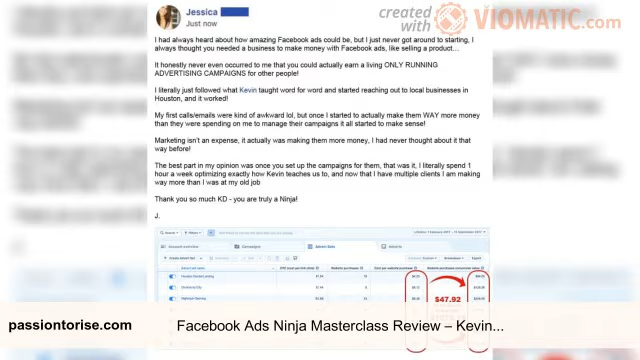 Jessica
Just now
created with
VIOMATIC.com
I had always heard about how amazing Facebook ads could be, but I just never got around to starting, I
always thought you needed a business to make money with Facebook ads, like selling a product...
It honestly never even occurred to me that you could actually earn a living ONLY RUNNING
ADVERTISING CAMPAIGNS for other people!
I literally just followed what Kevin taught word for word and started reaching out to local businesses in
Houston, and it worked!
My first calls/emails were kind of awkward lol, but once I started to actually make them WAY more money
than they were spending on me to manage their campaigns it all started to make sense!
Marketing isn't an expense, it actually was making them more money, I had never thought about it that
way before!
The best part in my opinion was once you set up the campaigns for them, that was it, I literally spend 1
hour a week optimizing exactly how Kevin teaches us to, and now that I have multiple clients I am making
way more than I was at my old job
Thank you so much KD - you are truly a Ninja!
J.
Campaigns
$47.92
passiontorise.com
Facebook Ads Ninja Masterclass Review – Kevin...